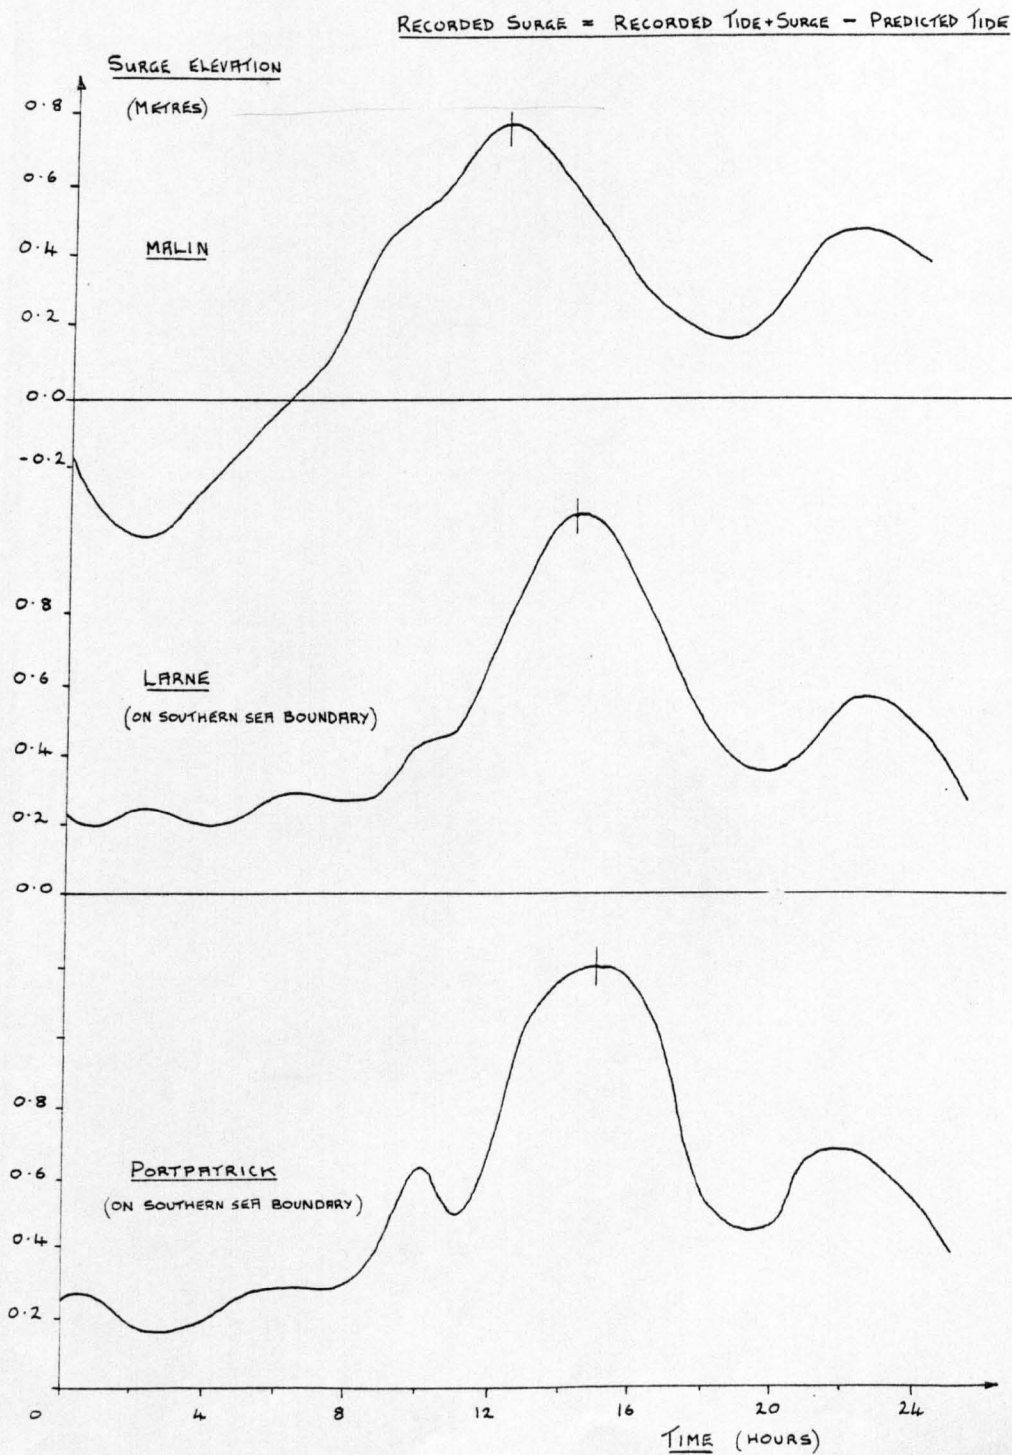 RECORDED SURGE = RECORDED TIDE + SURGE - PREDICTED TIDE
SURGE ELEVATION
(METRES)
0.8
0.6
MALIN
0.4
0.2
0.0
-0.2
0.8
LARNE
0.6
(ON SOUTHERN SEA BOUNDARY)
0.4
0.2
0.0
0.8
PORTPATRICK
0.6
(ON SOUTHERN SEA BOUNDARY)
0.4
0.2
0 4 8 12 16 20 24
TIME (HOURS)